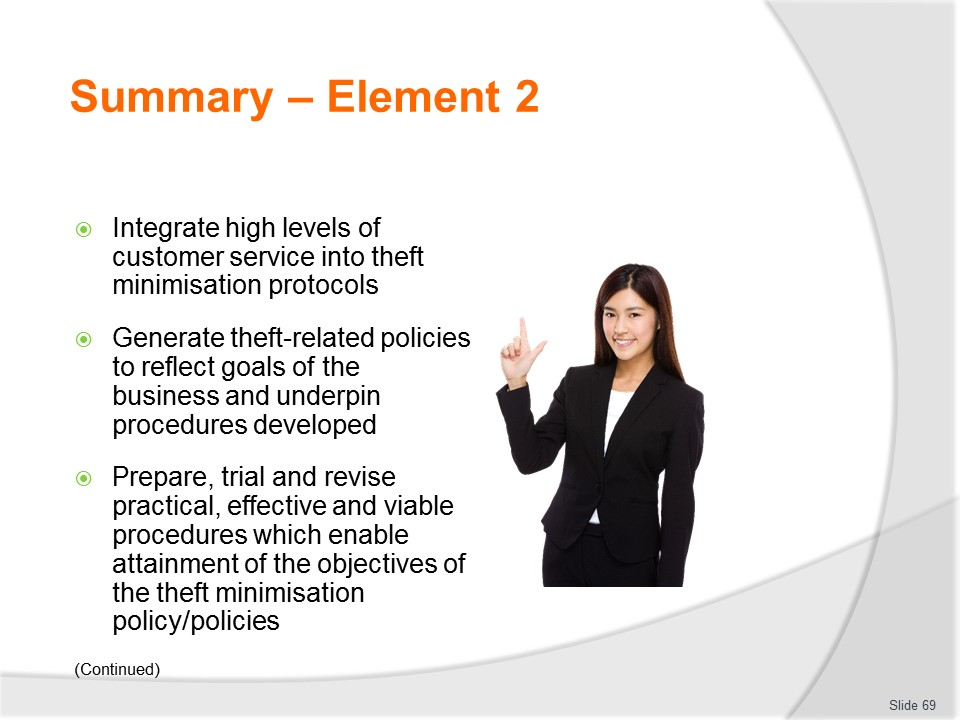 Summary – Element 2
Integrate high levels of
customer service into theft
minimisation protocols
Generate theft-related policies
to reflect goals of the
business and underpin
procedures developed
Prepare, trial and revise
practical, effective and viable
procedures which enable
attainment of the objectives of
the theft minimisation
policy/policies
(Continued)
Slide 69